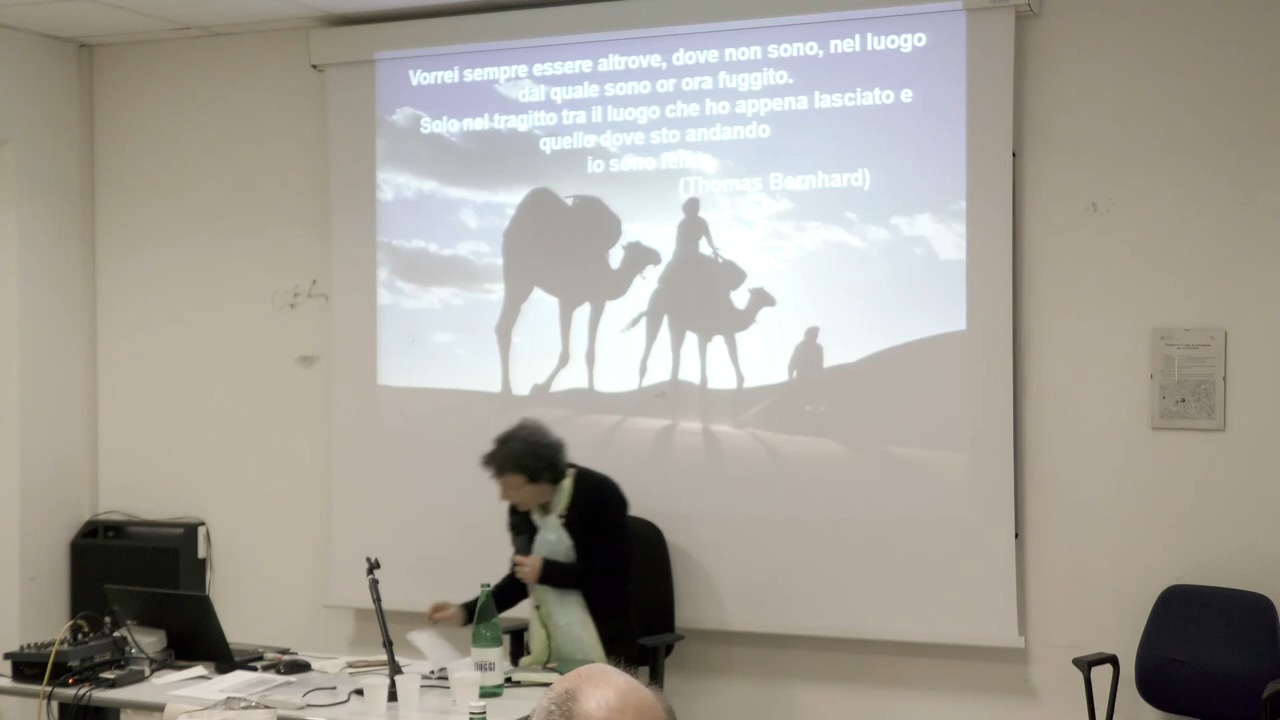 Vorrei sempre essere altrove, dove non sono, nel luogo
dal quale sono or ora fuggito.
Solo nel tragitto tra il luogo che ho appena lasciato e
quello dove sto andando
io sono
(Thomas Bernhard)
FIUGGI